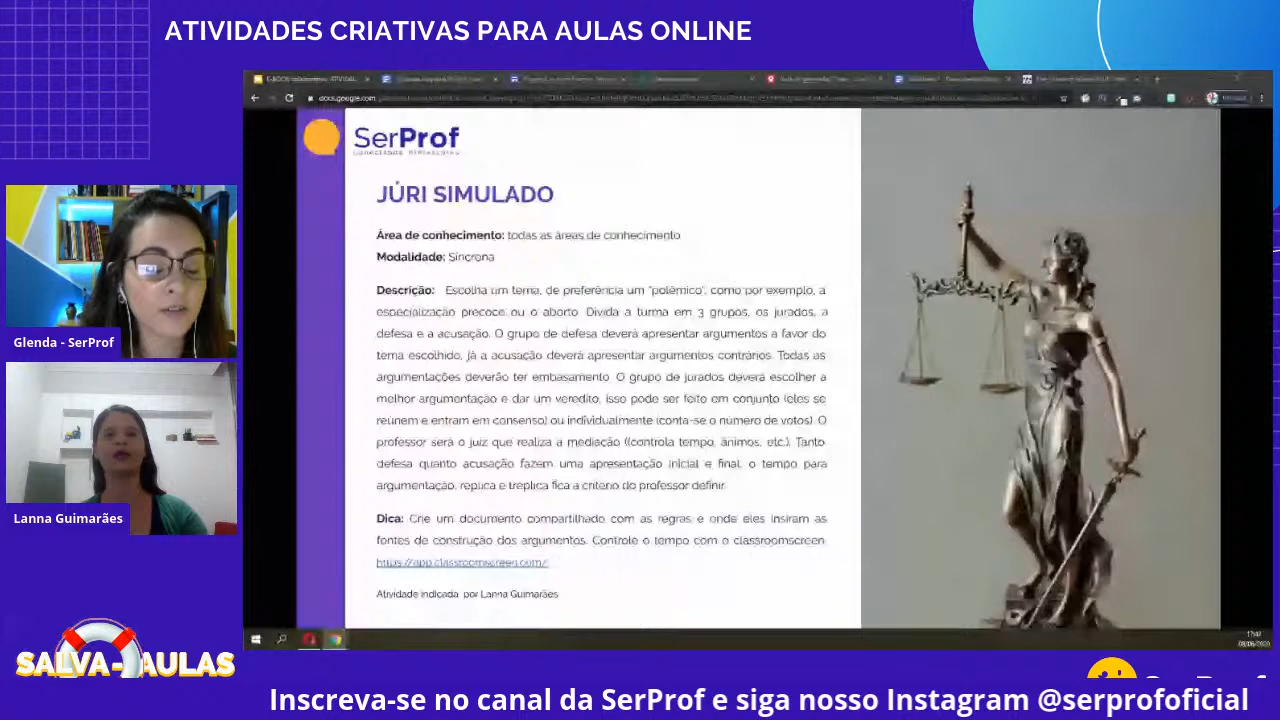 ATIVIDADES CRIATIVAS PARA AULAS ONLINE
docs.google.com
SerProf
JÚRI SIMULADO
Área de conhecimento: todas as áreas de conhecimento
Modalidade: Síncrona
Descrição: Escolha um tema, de preferência um "polêmico", como por exemplo, a
especialização precoce ou o aborto. Divida a turma em 3 grupos, os jurados, a
defesa e a acusação. O grupo de defesa deverá apresentar argumentos a favor do
tema escolhido, já a acusação deverá apresentar argumentos contrários. Todas as
argumentações deverão ter embasamento. O grupo de jurados deverá escolher a
melhor argumentação e dar um veredito, isso pode ser feito em conjunto (eles se
reúnem e entram em consenso) ou individualmente (conta-se o número de votos). O
professor será o juiz que realiza a mediação ((controla tempo, ânimos, etc.). Tanto
defesa quanto acusação fazem uma apresentação inicial e final, o tempo para
argumentação, replica e treplica fica a criterio do professor definir.
Dica: Crie um documento compartilhado com as regras e onde eles insiram as
fontes de construção dos argumentos. Controle o tempo com o classroomscreen
https://app.classroomscreen.com/
Atividade indicada por Lanna Guimarães
Glenda - SerProf
Lanna Guimarães
SALVA-AULAS
Inscreva-se no canal da SerProf e siga nosso Instagram @serprofoficial